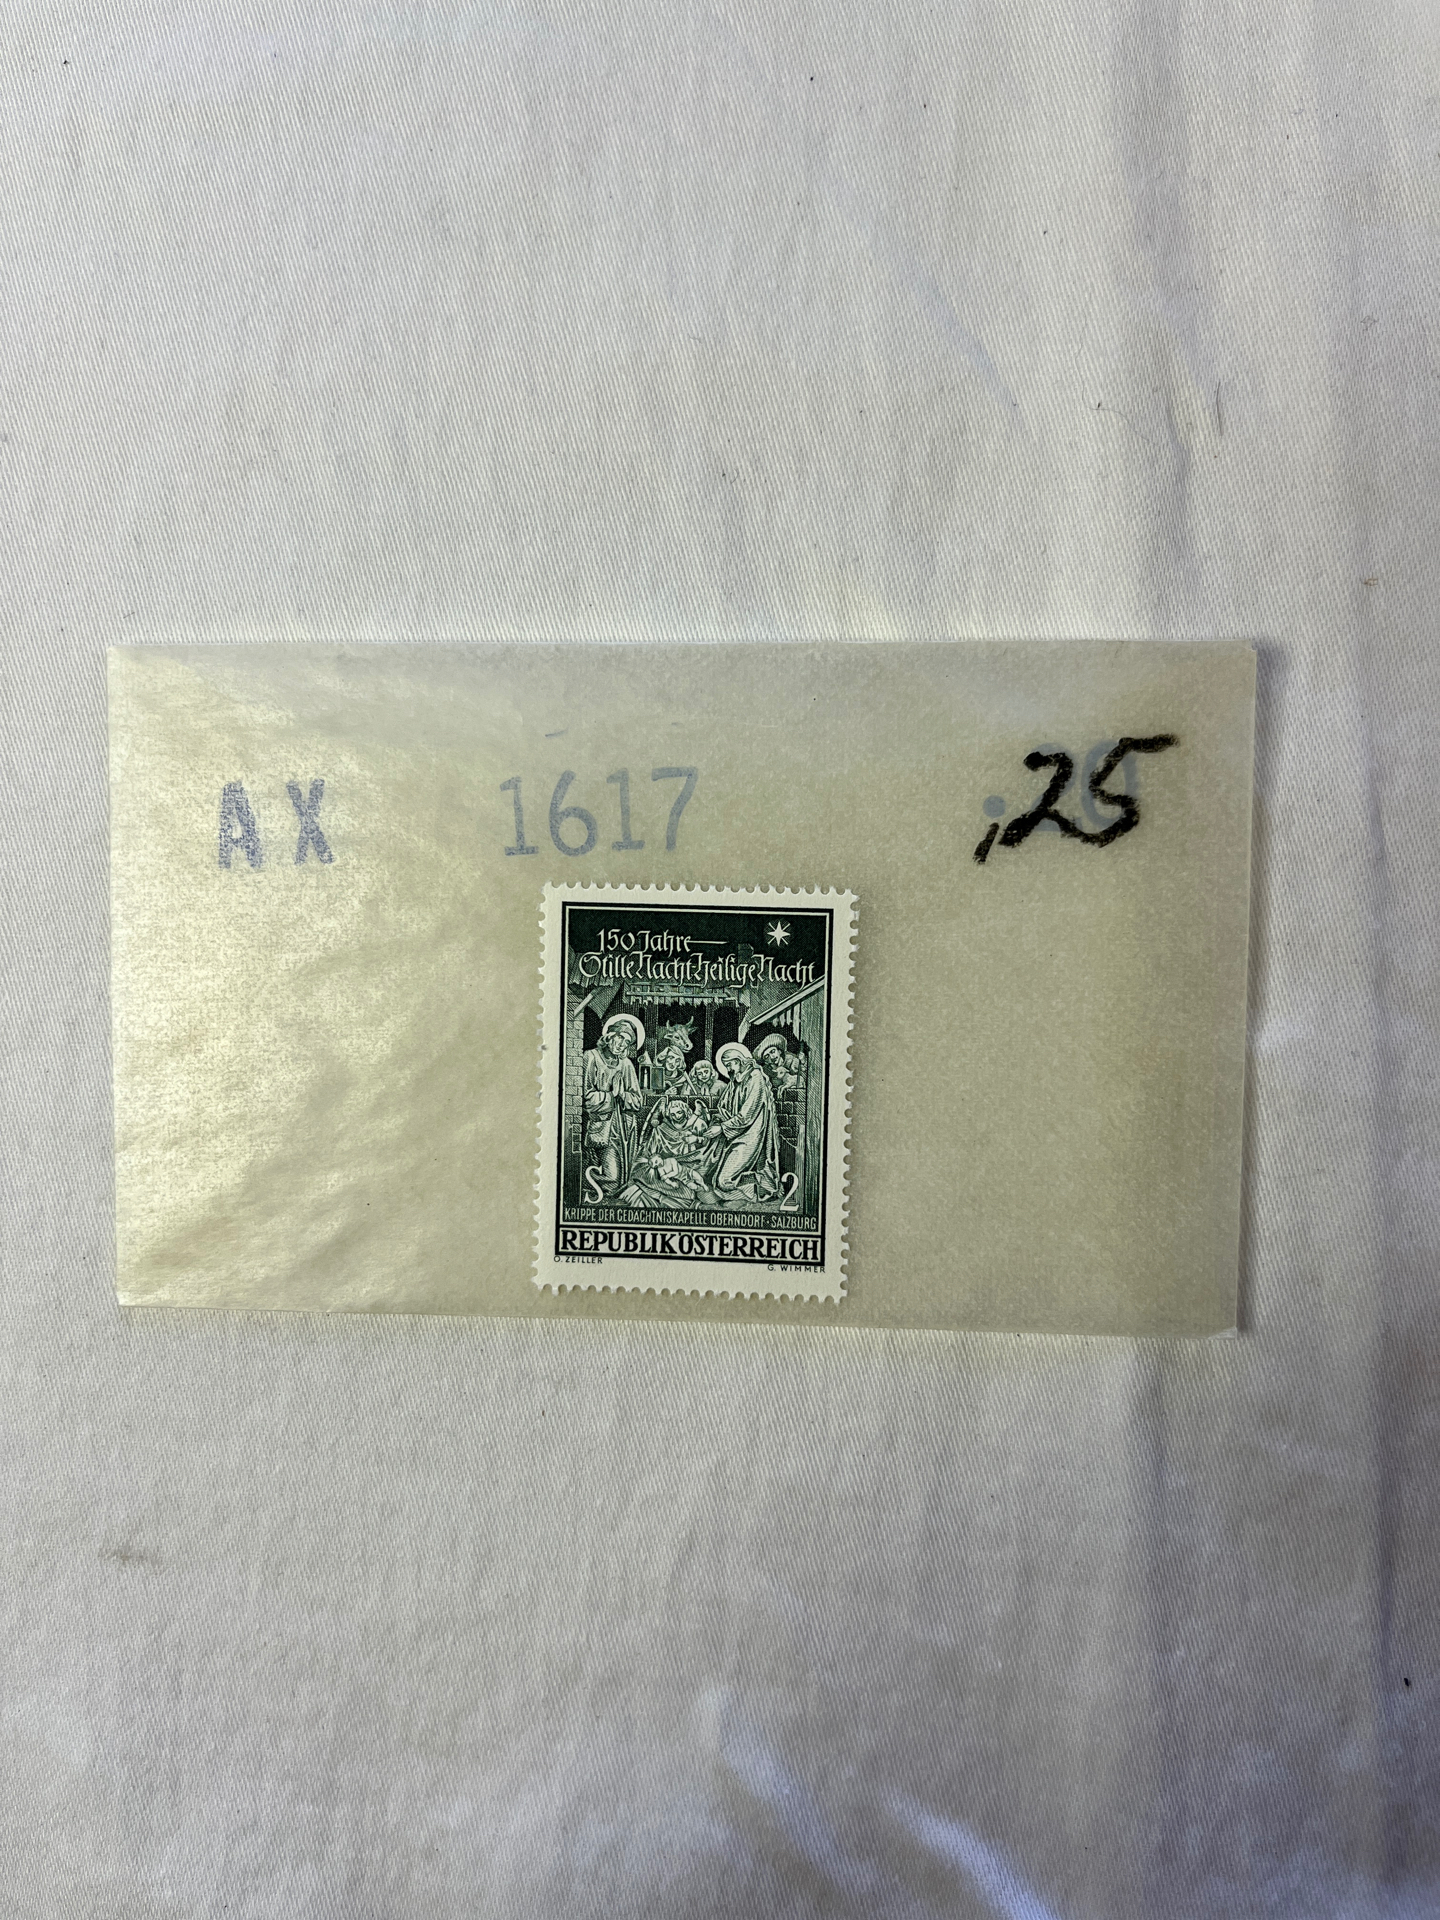 AX 1617 .25
150 Jahre
Stille Nacht Heilige Nacht
S 2
KRIPPE DER GEDÄCHTNISKAPELLE OBERNDORF · SALZBURG
REPUBLIK ÖSTERREICH
O. ZEILLER G. WIMMER